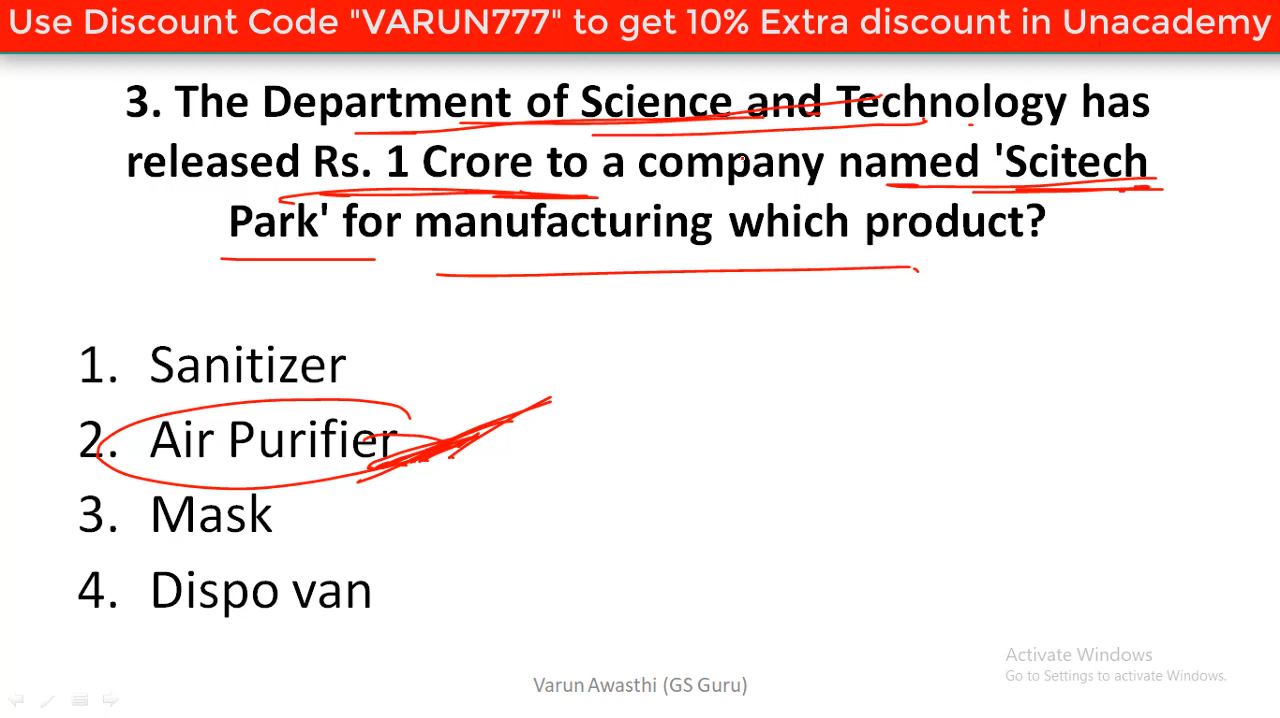 Use Discount Code "VARUN777" to get 10% Extra discount in Unacademy
3. The Department of Science and Technology has
released Rs. 1 Crore to a company named 'Scitech
Park' for manufacturing which product?
1. Sanitizer
2. Air Purifier
3. Mask
4. Dispo van
Activate Windows
Go to Settings to activate Windows.
Varun Awasthi (GS Guru)